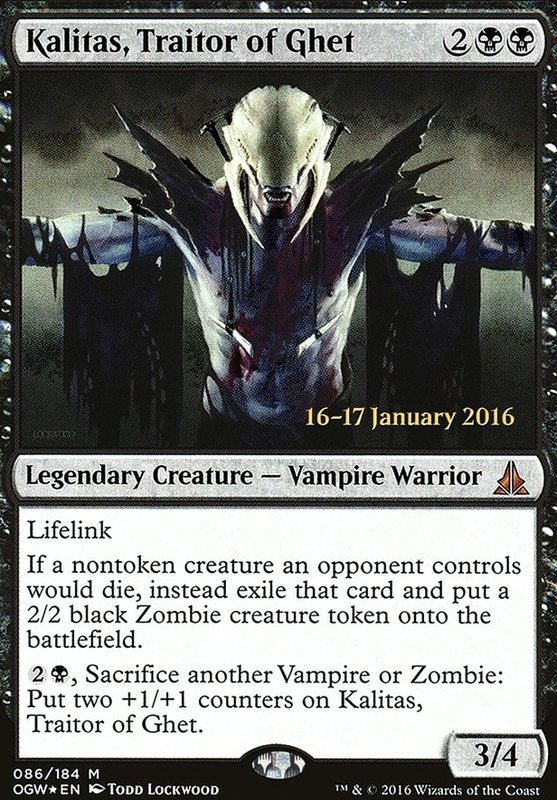 Kalitas, Traitor of Ghet 2
16–17 January 2016
Legendary Creature — Vampire Warrior
Lifelink
If a nontoken creature an opponent controls
would die, instead exile that card and put a
2/2 black Zombie creature token onto the
battlefield.
2, Sacrifice another Vampire or Zombie:
Put two +1/+1 counters on Kalitas,
Traitor of Ghet.
3/4
086/184 M
OGW★EN Todd Lockwood
™ & © 2016 Wizards of the Coast